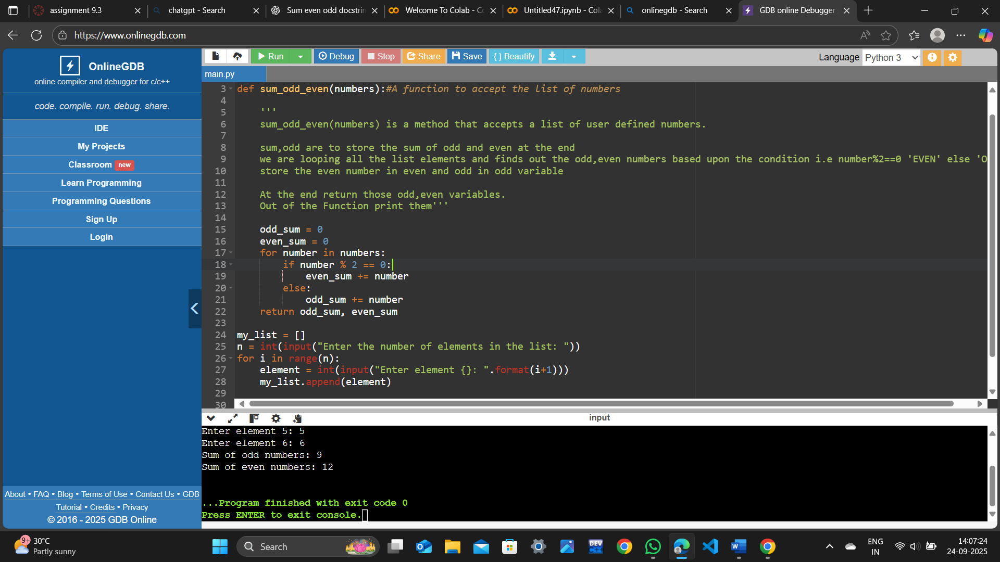 assignment 9.3
chatgpt - Search
Sum even odd docstrin
Welcome To Colab - Co
Untitled47.ipynb - Cola
onlinegdb - Search
GDB online Debugger
https://www.onlinegdb.com
OnlineGDB
online compiler and debugger for c/c++
code. compile. run. debug. share.
IDE
My Projects
Classroom new
Learn Programming
Programming Questions
Sign Up
Login
About • FAQ • Blog • Terms of Use • Contact Us • GDB
Tutorial • Credits • Privacy
© 2016 - 2025 GDB Online
Run Debug Stop Share Save { } Beautify
Language Python 3
main.py
3 def sum_odd_even(numbers):#A function to accept the list of numbers
4
5 '''
6 sum_odd_even(numbers) is a method that accepts a list of user defined numbers.
7
8 sum,odd are to store the sum of odd and even at the end
9 we are looping all the list elements and finds out the odd,even numbers based upon the condition i.e number%2==0 'EVEN' else 'O
10 store the even number in even and odd in odd variable
11
12 At the end return those odd,even variables.
13 Out of the Function print them'''
14
15 odd_sum = 0
16 even_sum = 0
17 for number in numbers:
18 if number % 2 == 0:
19 even_sum += number
20 else:
21 odd_sum += number
22 return odd_sum, even_sum
23
24 my_list = []
25 n = int(input("Enter the number of elements in the list: "))
26 for i in range(n):
27 element = int(input("Enter element {}: ".format(i+1)))
28 my_list.append(element)
29
30
input
Enter element 5: 5
Enter element 6: 6
Sum of odd numbers: 9
Sum of even numbers: 12
...Program finished with exit code 0
Press ENTER to exit console.
9+
30°C
Partly sunny
Search
DEV
C++
ENG
IN
14:07:24
24-09-2025